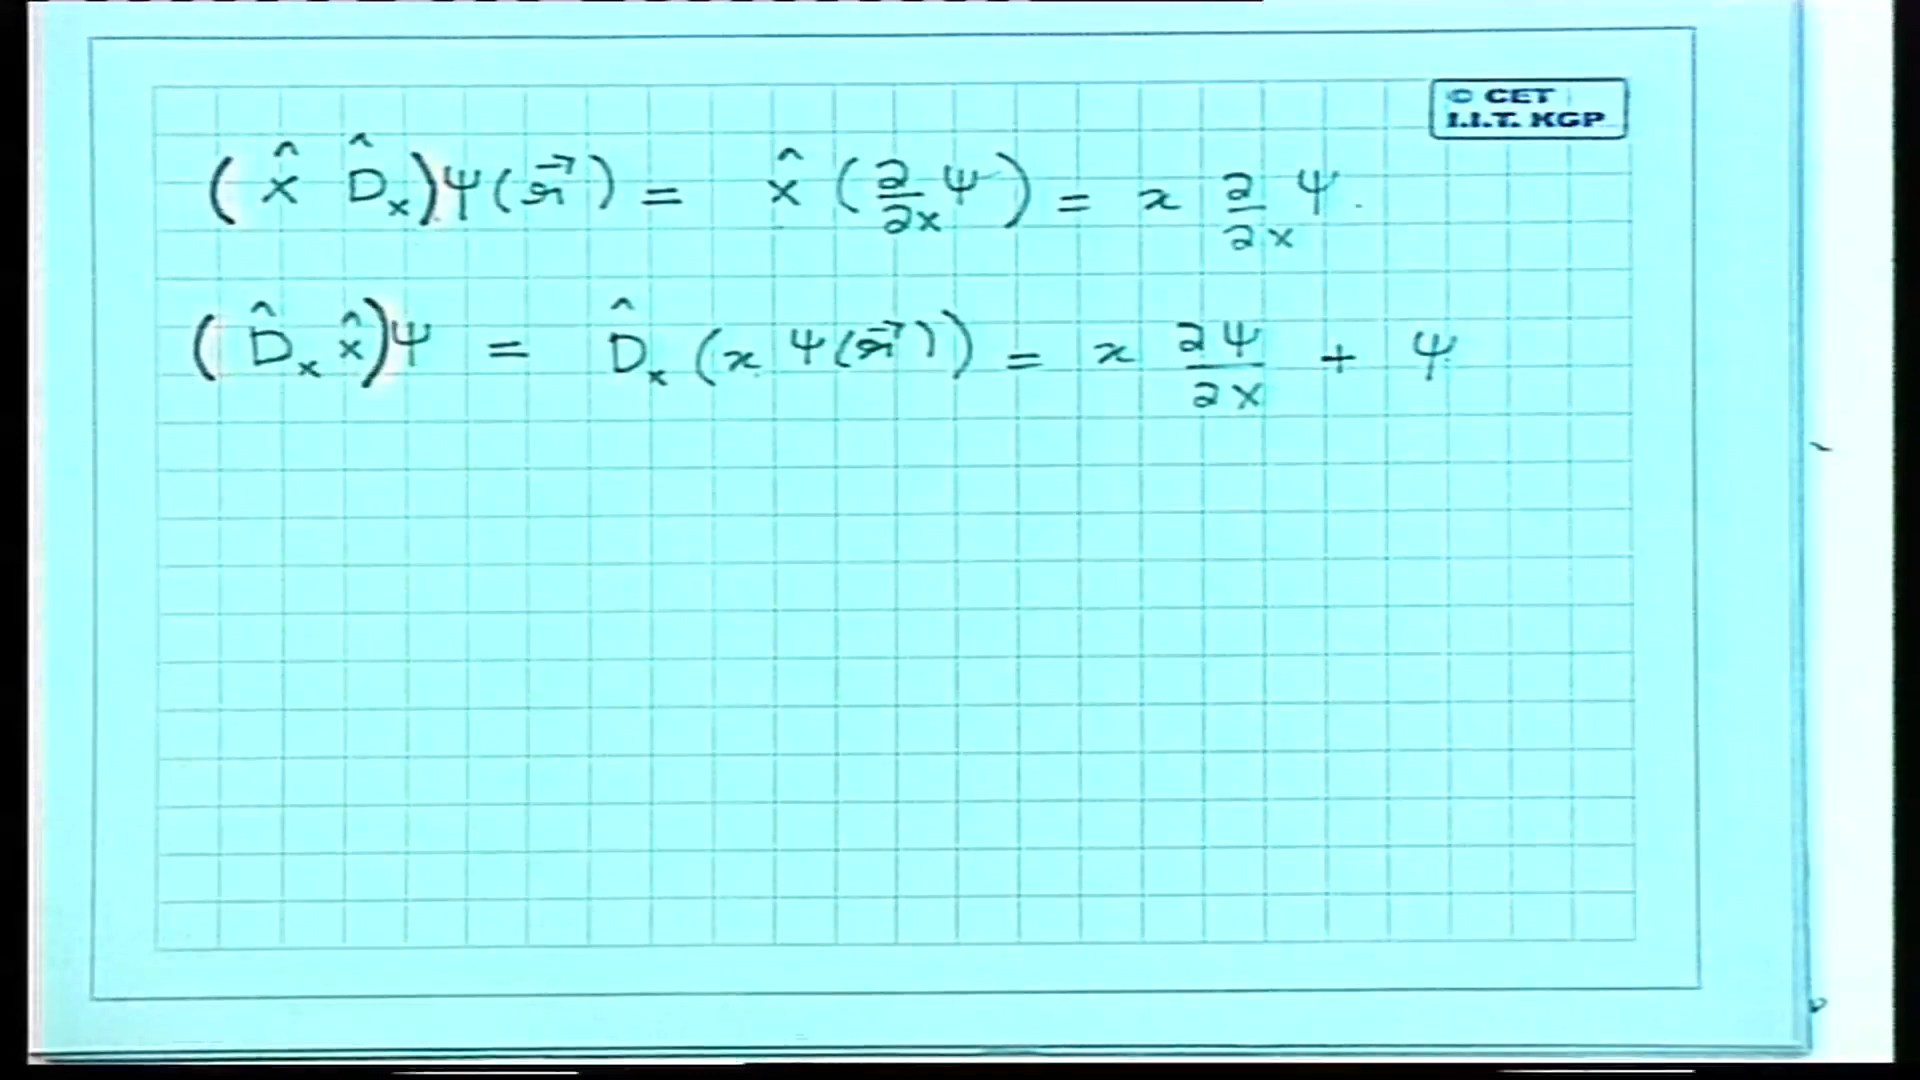 © CET
I.I.T. KGP
(x̂ D̂ₓ)ψ(r⃗) = x̂(∂/∂x ψ) = x ∂/∂x ψ.
(D̂ₓ x̂)ψ = D̂ₓ(x ψ(r⃗)) = x ∂ψ/∂x + ψ